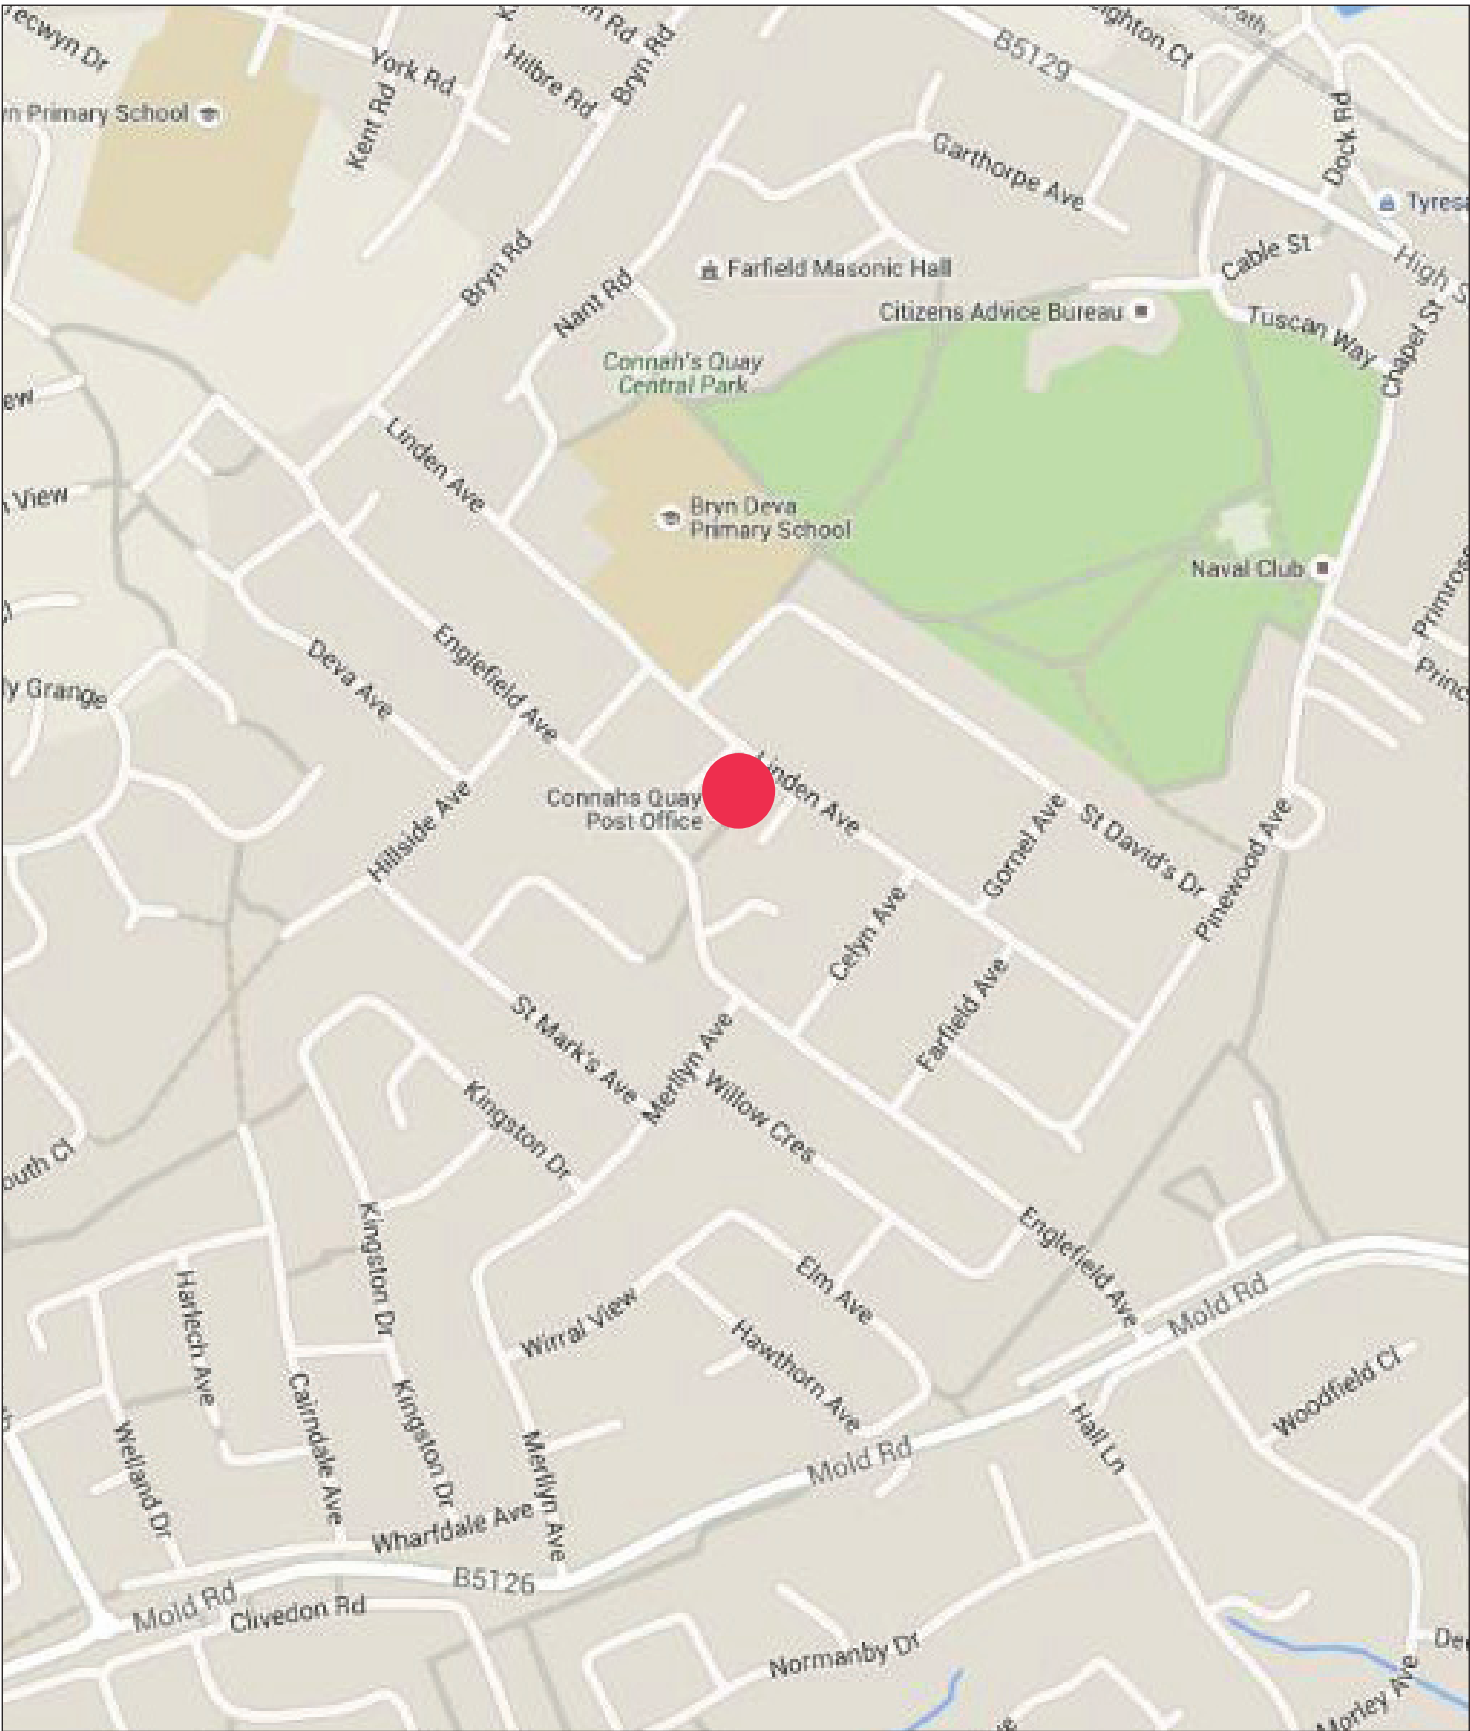 York Rd
Hilbre Rd
Bryn Rd
B5129
Path
Primary School
Kent Rd
Dock Rd
Garthorpe Ave
Cable St
Bryn Rd
Farfield Masonic Hall
High
Nant Rd
Citizens Advice Bureau
Tuscan Way
Chapel St
Connah's Quay
Central Park
Linden Ave
View
Bryn Deva
Primary School
Naval Club
Deva Ave
Englefield Ave
Grange
Linden Ave
Connahs Quay
Post Office
Hillside Ave
Gornel Ave
St David's Dr
Pinewood Ave
Celyn Ave
Farfield Ave
St Mark's Ave
Merllyn Ave
Willow Cres
Kingston Dr
Kingston Dr
Englefield Ave
Elm Ave
Harlech Ave
Wirral View
Mold Rd
Hawthorn Ave
Woodfield Cl
Cairndale Ave
Kingston Dr
Hall Ln
Welland Dr
Merllyn Ave
Mold Rd
Wharfdale Ave
B5126
Mold Rd
Clivedon Rd
Normanby Dr
Morley Ave